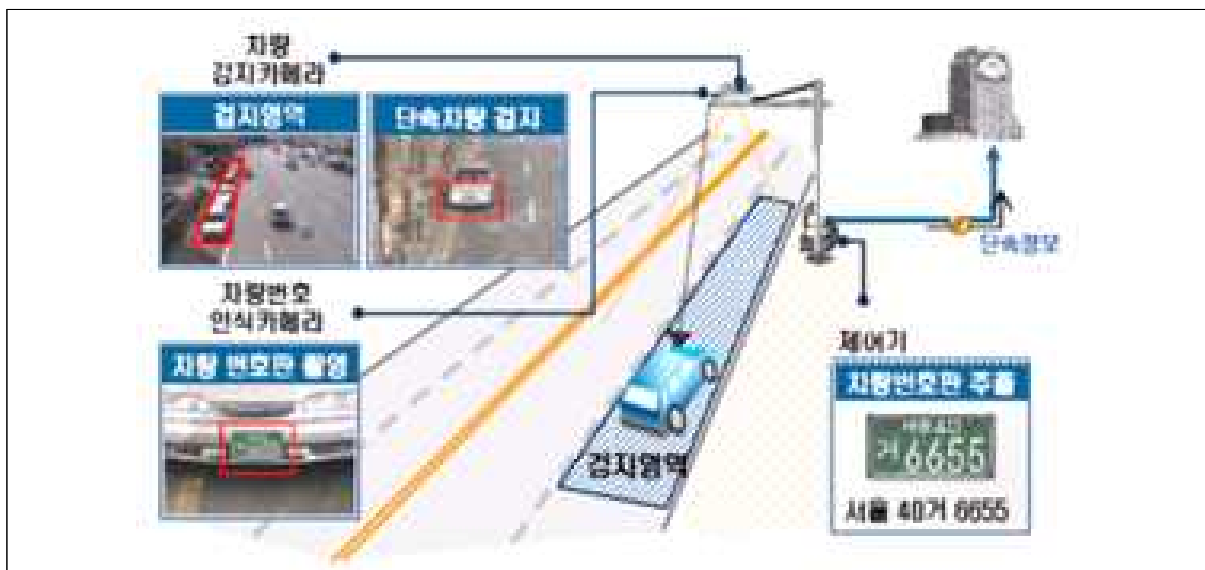 차량
검지카메라
검지영역
단속차량 검지
차량번호
인식카메라
차량 번호판 촬영
검지영역
단속정보
제어기
차량번호판 추출
거 6655
서울 40거 6655